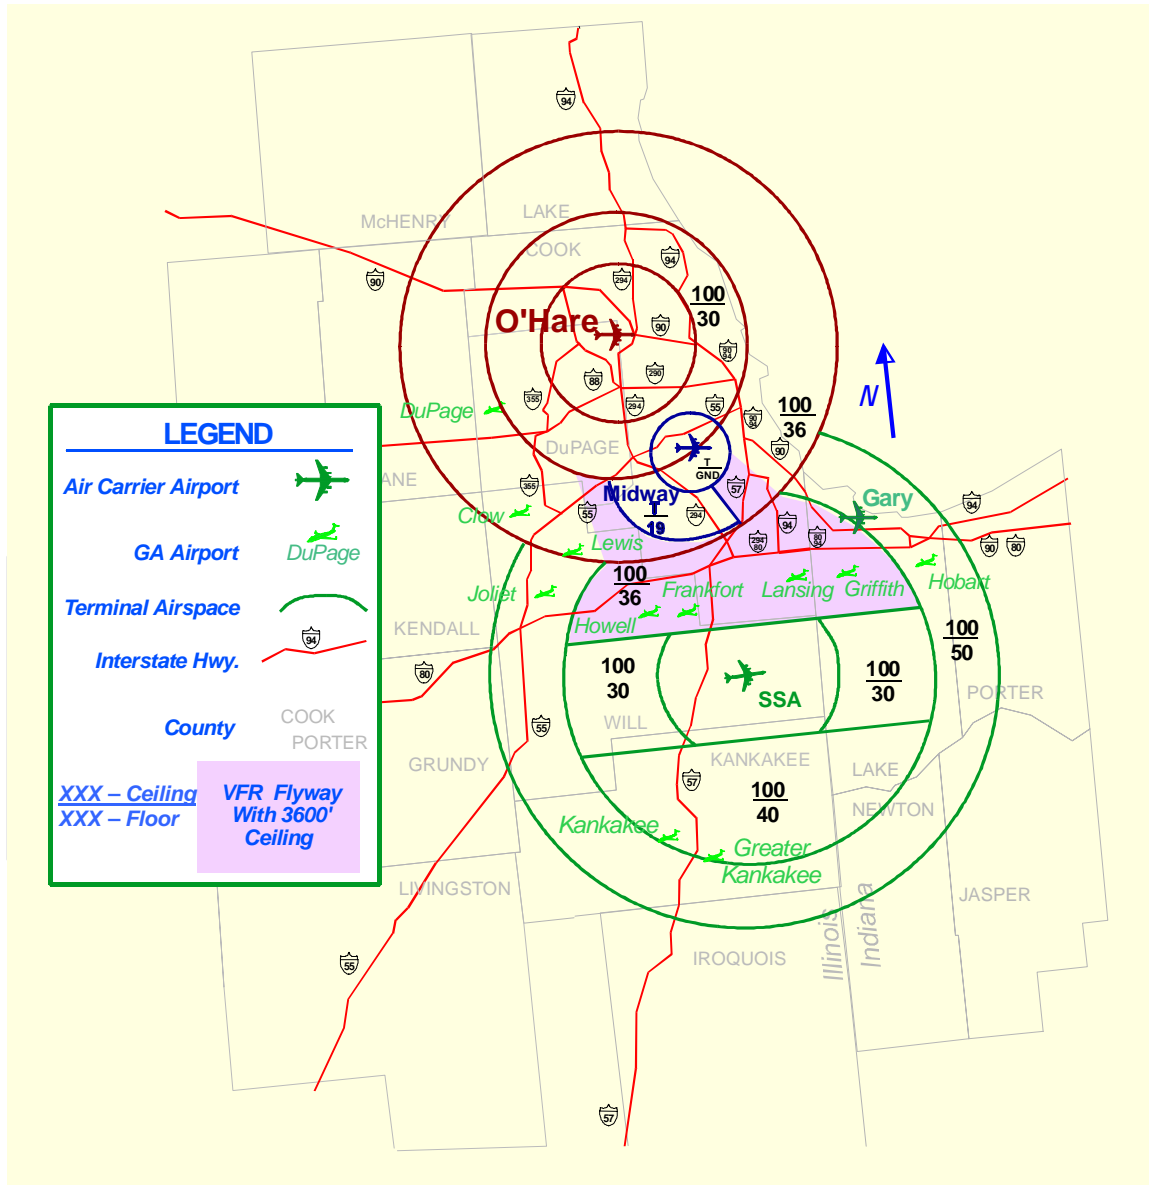 94
LAKE
McHENRY
COOK
94
294
90
100
30
O'Hare
90
90
94
290
88
355
294
55
DuPage
100
36
90
94
N
DuPAGE
90
T
GND
LEGEND
Air Carrier Airport
GA Airport
DuPage
Terminal Airspace
94
Interstate Hwy.
County
COOK
PORTER
XXX – Ceiling
XXX – Floor
VFR Flyway
With 3600'
Ceiling
ANE
355
57
Midway
Gary
94
Clow
55
T
19
294
94
294
80
80
94
90
80
Lewis
100
36
Frankfort
Lansing
Griffith
Hobart
Joliet
Howell
KENDALL
100
50
80
100
30
100
30
SSA
PORTER
WILL
55
GRUNDY
KANKAKEE
LAKE
57
100
40
NEWTON
Kankakee
Greater
Kankakee
LIVINGSTON
JASPER
Illinois
Indiana
IROQUOIS
55
57